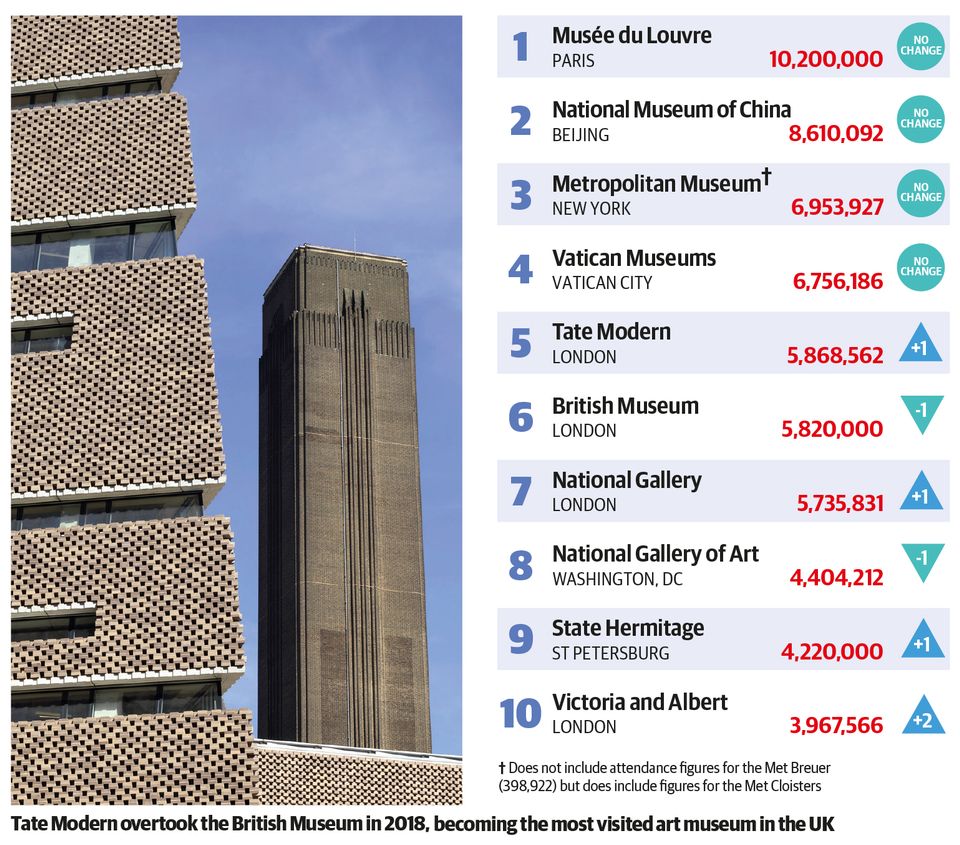 1
Musée du Louvre
PARIS
10,200,000
NO
CHANGE
2
National Museum of China
BEIJING
8,610,092
NO
CHANGE
3
Metropolitan Museum†
NEW YORK
6,953,927
NO
CHANGE
4
Vatican Museums
VATICAN CITY
6,756,186
NO
CHANGE
5
Tate Modern
LONDON
5,868,562
+1
6
British Museum
LONDON
5,820,000
-1
7
National Gallery
LONDON
5,735,831
+1
8
National Gallery of Art
WASHINGTON, DC
4,404,212
-1
9
State Hermitage
ST PETERSBURG
4,220,000
+1
10
Victoria and Albert
LONDON
3,967,566
+2
† Does not include attendance figures for the Met Breuer
(398,922) but does include figures for the Met Cloisters
Tate Modern overtook the British Museum in 2018, becoming the most visited art museum in the UK